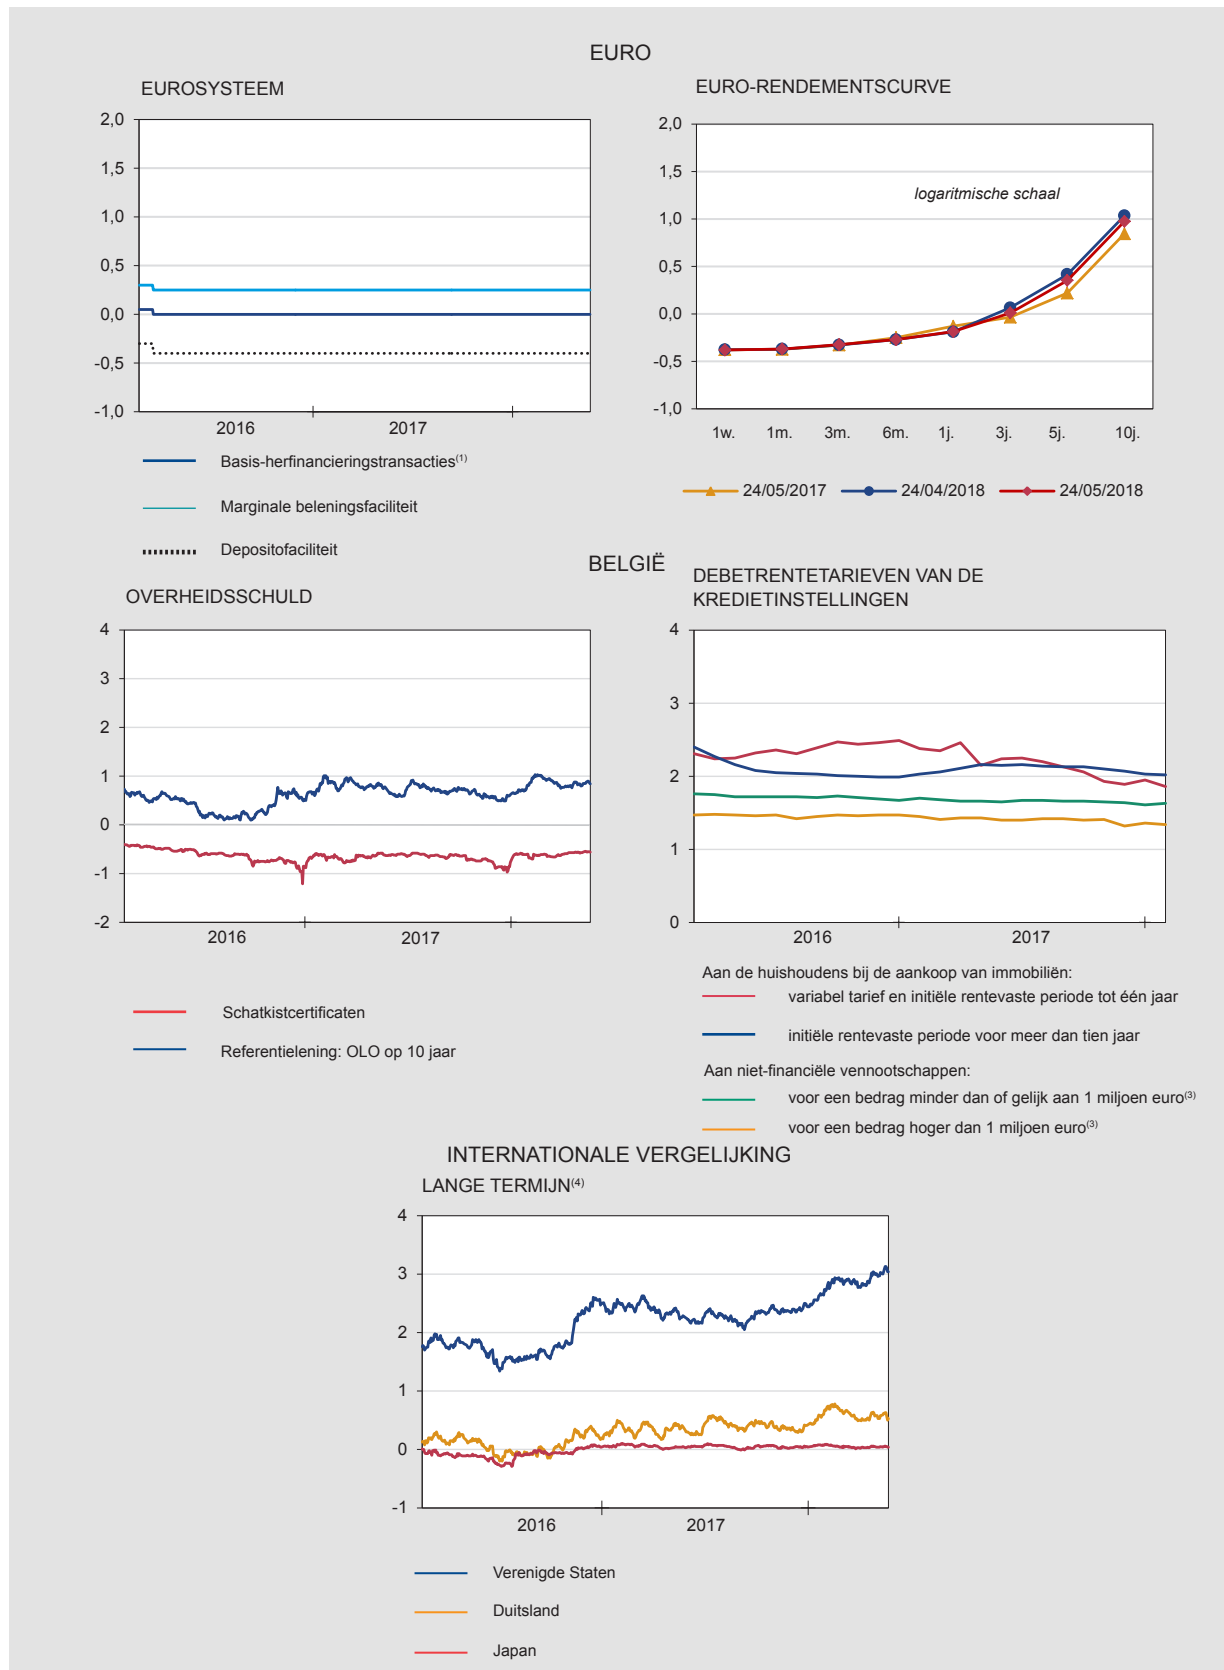 EURO
EUROSYSTEEM
2,0
1,5
1,0
0,5
0,0
-0,5
-1,0
2016
2017
Basis-herfinancieringstransacties(1)
Marginale beleningsfaciliteit
Depositofaciliteit
EURO-RENDEMENTSCURVE
2,0
1,5
1,0
0,5
0,0
-0,5
-1,0
logaritmische schaal
1w.
1m.
3m.
6m.
1j.
3j.
5j.
10j.
24/05/2017
24/04/2018
24/05/2018
BELGIË
OVERHEIDSSCHULD
4
3
2
1
0
-1
-2
2016
2017
Schatkistcertificaten
Referentielening: OLO op 10 jaar
DEBETRENTETARIEVEN VAN DE
KREDIETINSTELLINGEN
4
3
2
1
0
2016
2017
Aan de huishoudens bij de aankoop van immobiliën:
variabel tarief en initiële rentevaste periode tot één jaar
initiële rentevaste periode voor meer dan tien jaar
Aan niet-financiële vennootschappen:
voor een bedrag minder dan of gelijk aan 1 miljoen euro(3)
voor een bedrag hoger dan 1 miljoen euro(3)
INTERNATIONALE VERGELIJKING
LANGE TERMIJN(4)
4
3
2
1
0
-1
2016
2017
Verenigde Staten
Duitsland
Japan